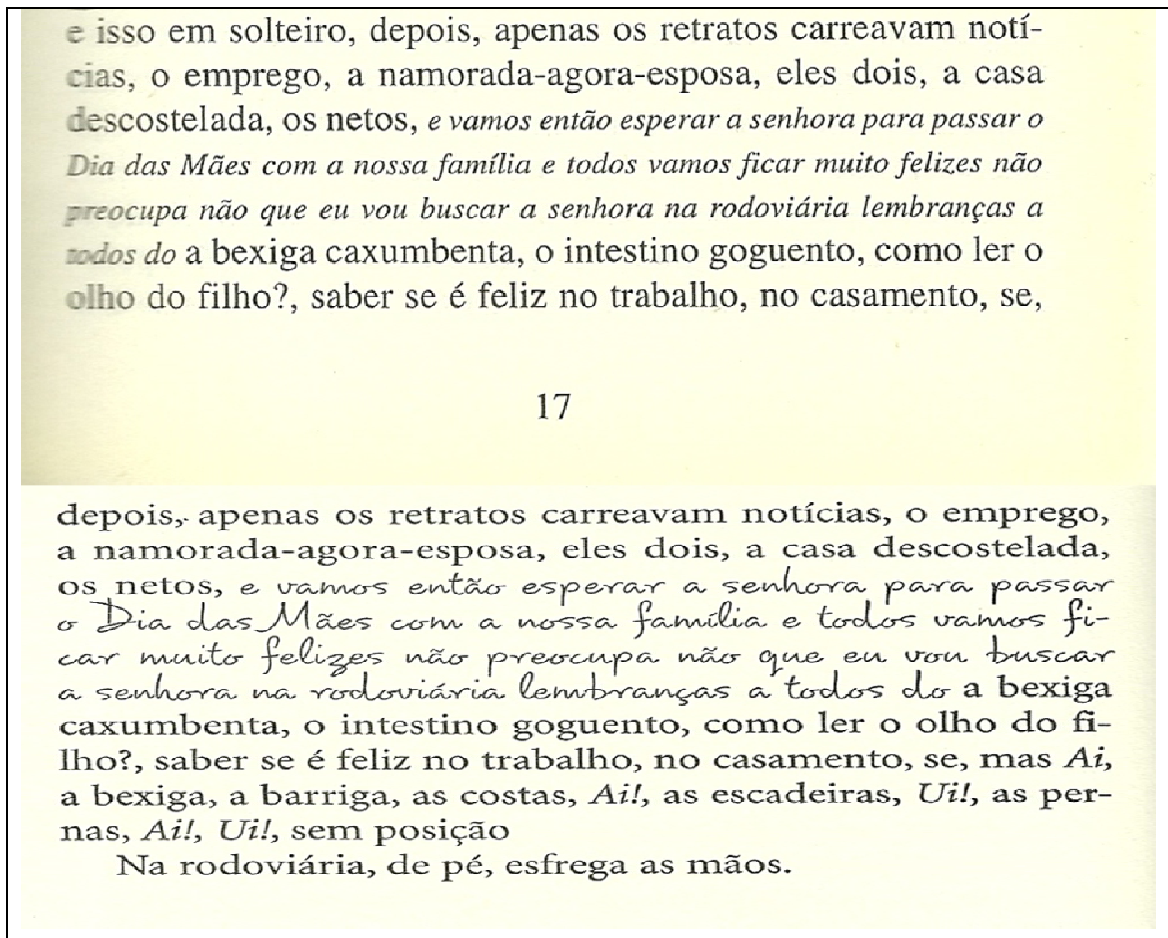 e isso em solteiro, depois, apenas os retratos carreavam notí-
cias, o emprego, a namorada-agora-esposa, eles dois, a casa
descostelada, os netos, e vamos então esperar a senhora para passar o
Dia das Mães com a nossa família e todos vamos ficar muito felizes não
preocupa não que eu vou buscar a senhora na rodoviária lembranças a
todos do a bexiga caxumbenta, o intestino goguento, como ler o
olho do filho?, saber se é feliz no trabalho, no casamento, se,
17
depois, apenas os retratos carreavam notícias, o emprego,
a namorada-agora-esposa, eles dois, a casa descostelada,
os netos, e vamos então esperar a senhora para passar
o Dia das Mães com a nossa família e todos vamos fi-
car muito felizes não preocupa não que eu vou buscar
a senhora na rodoviária lembranças a todos do a bexiga
caxumbenta, o intestino goguento, como ler o olho do fi-
lho?, saber se é feliz no trabalho, no casamento, se, mas Ai,
a bexiga, a barriga, as costas, Ai!, as escadeiras, Ui!, as per-
nas, Ai!, Ui!, sem posição
Na rodoviária, de pé, esfrega as mãos.